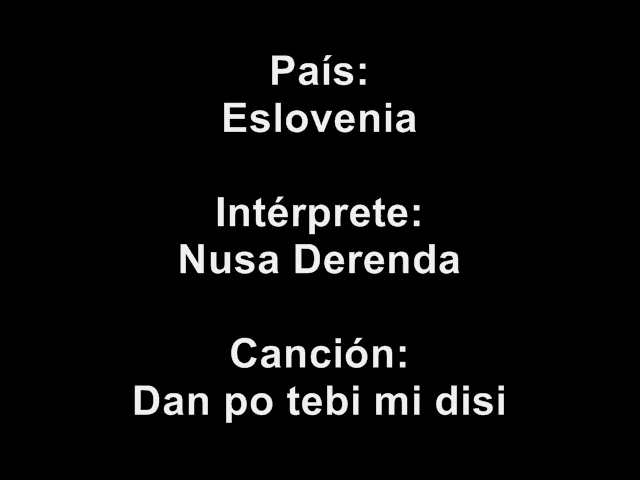 País:
Eslovenia
Intérprete:
Nusa Derenda
Canción:
Dan po tebi mi disi